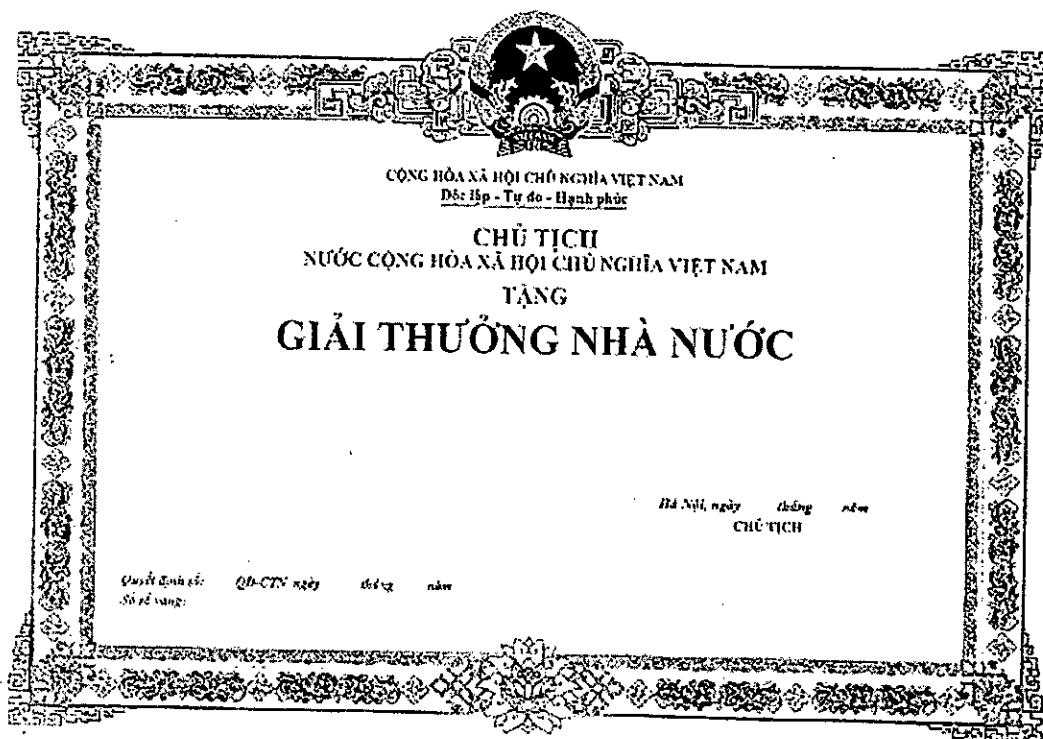 CỘNG HÒA XÃ HỘI CHỦ NGHĨA VIỆT NAM
Độc lập - Tự do - Hạnh phúc
CHỦ TỊCH
NƯỚC CỘNG HÒA XÃ HỘI CHỦ NGHĨA VIỆT NAM
TẶNG
GIẢI THƯỞNG NHÀ NƯỚC
Hà Nội, ngày tháng năm
CHỦ TỊCH
Quyết định số: QĐ-CTN ngày tháng năm
Số sổ vàng: